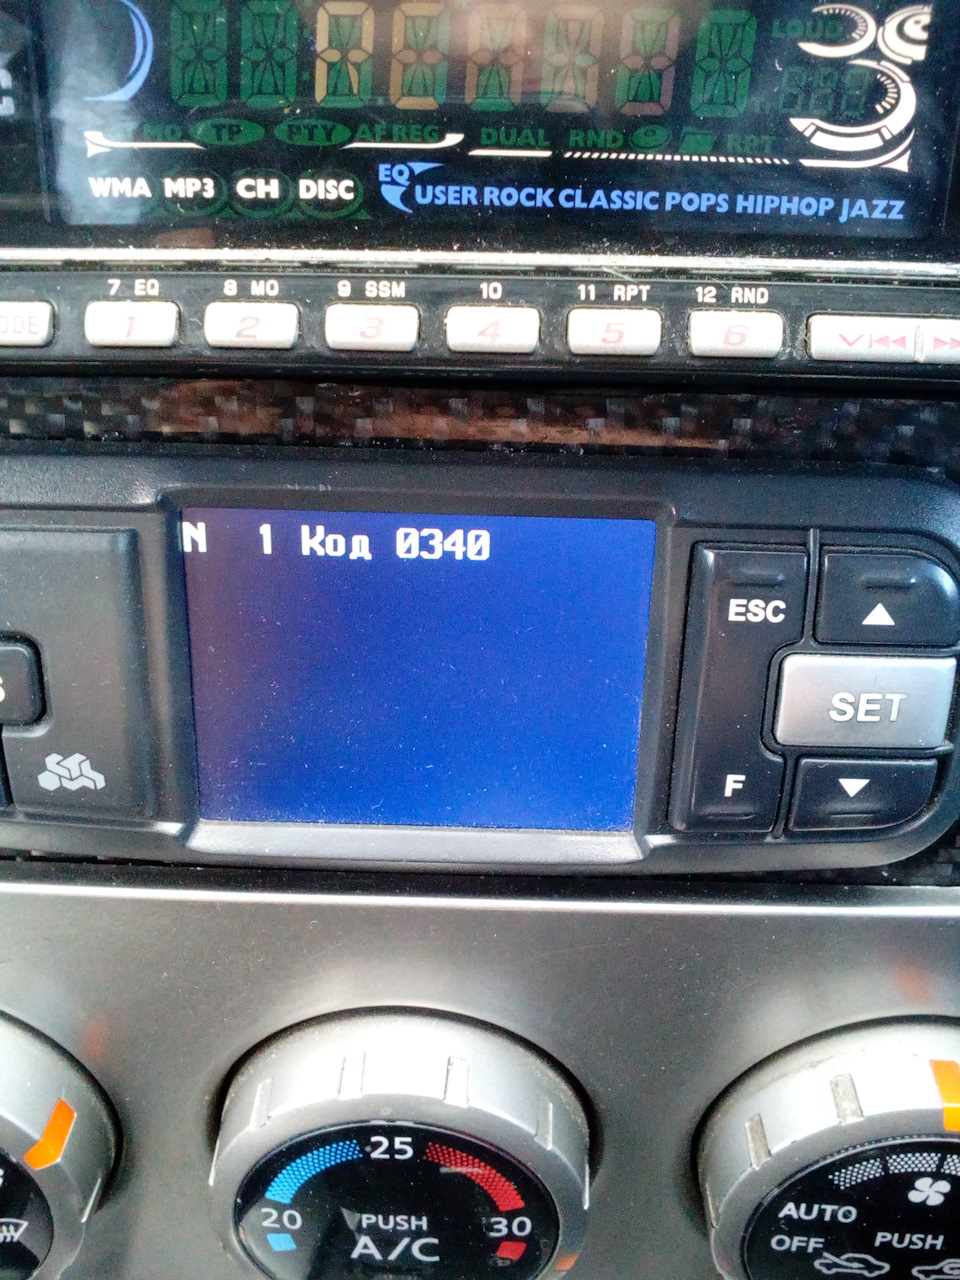 LOUD
MO TP PTY AF REG DUAL RND RPT
WMA MP3 CH DISC EQ USER ROCK CLASSIC POPS HIPHOP JAZZ
7 EQ 8 MO 9 SSM 10 11 RPT 12 RND
1 2 3 4 5 6
N 1 Код 0340
ESC
SET
F
25
20 30
PUSH
A/C
AUTO
OFF PUSH